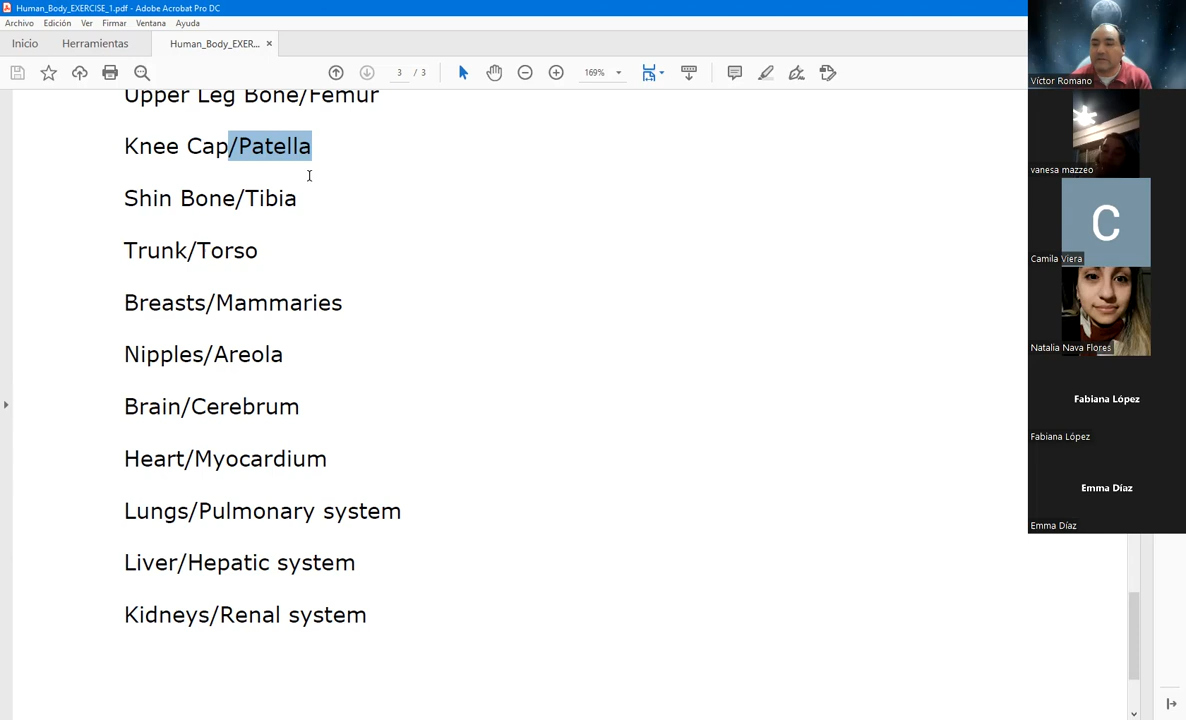 Human_Body_EXERCISE_1.pdf - Adobe Acrobat Pro DC
Archivo Edición Ver Firmar Ventana Ayuda
Inicio Herramientas Human_Body_EXER... ×
3 / 3 169%
Upper Leg Bone/Femur
Knee Cap/Patella
Shin Bone/Tibia
Trunk/Torso
Breasts/Mammaries
Nipples/Areola
Brain/Cerebrum
Heart/Myocardium
Lungs/Pulmonary system
Liver/Hepatic system
Kidneys/Renal system
Víctor Romano
vanesa mazzeo
C
Camila Viera
Natalia Nava Flores
Fabiana López
Fabiana López
Emma Díaz
Emma Díaz